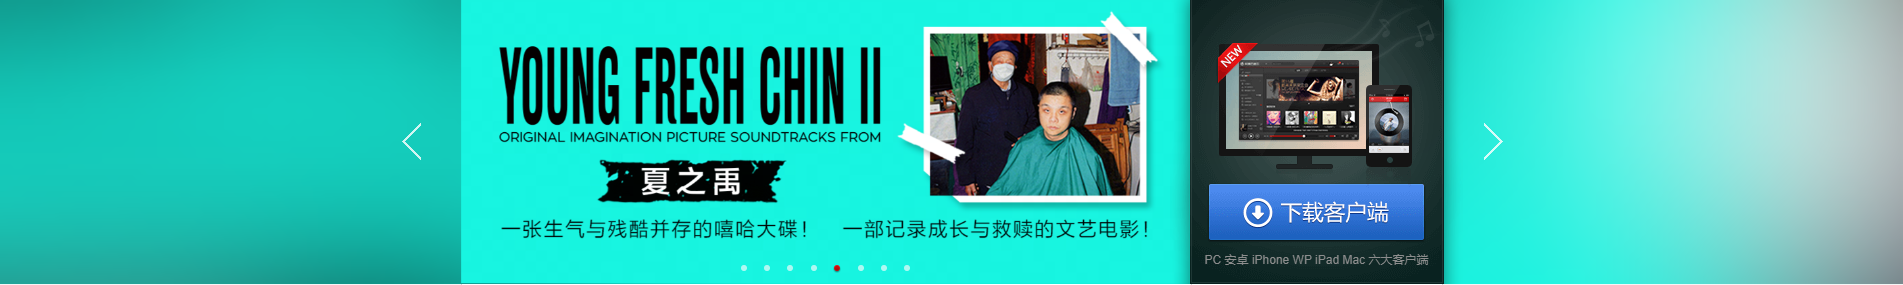 YOUNG FRESH CHIN II
ORIGINAL IMAGINATION PICTURE SOUNDTRACKS FROM
夏之禹
一张生气与残酷并存的嘻哈大碟！ 一部记录成长与救赎的文艺电影！
NEW
下载客户端
PC 安卓 iPhone WP iPad Mac 六大客户端